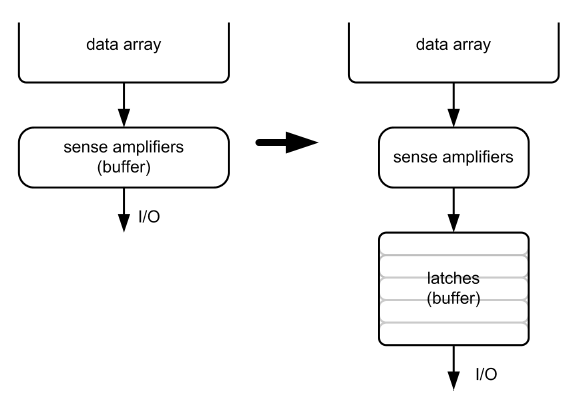 data array
sense amplifiers
(buffer)
I/O
data array
sense amplifiers
latches
(buffer)
I/O